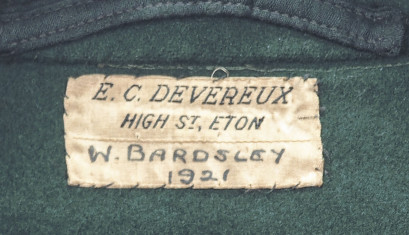 E. C. DEVEREUX
HIGH ST, ETON
W. BARDSLEY
1921